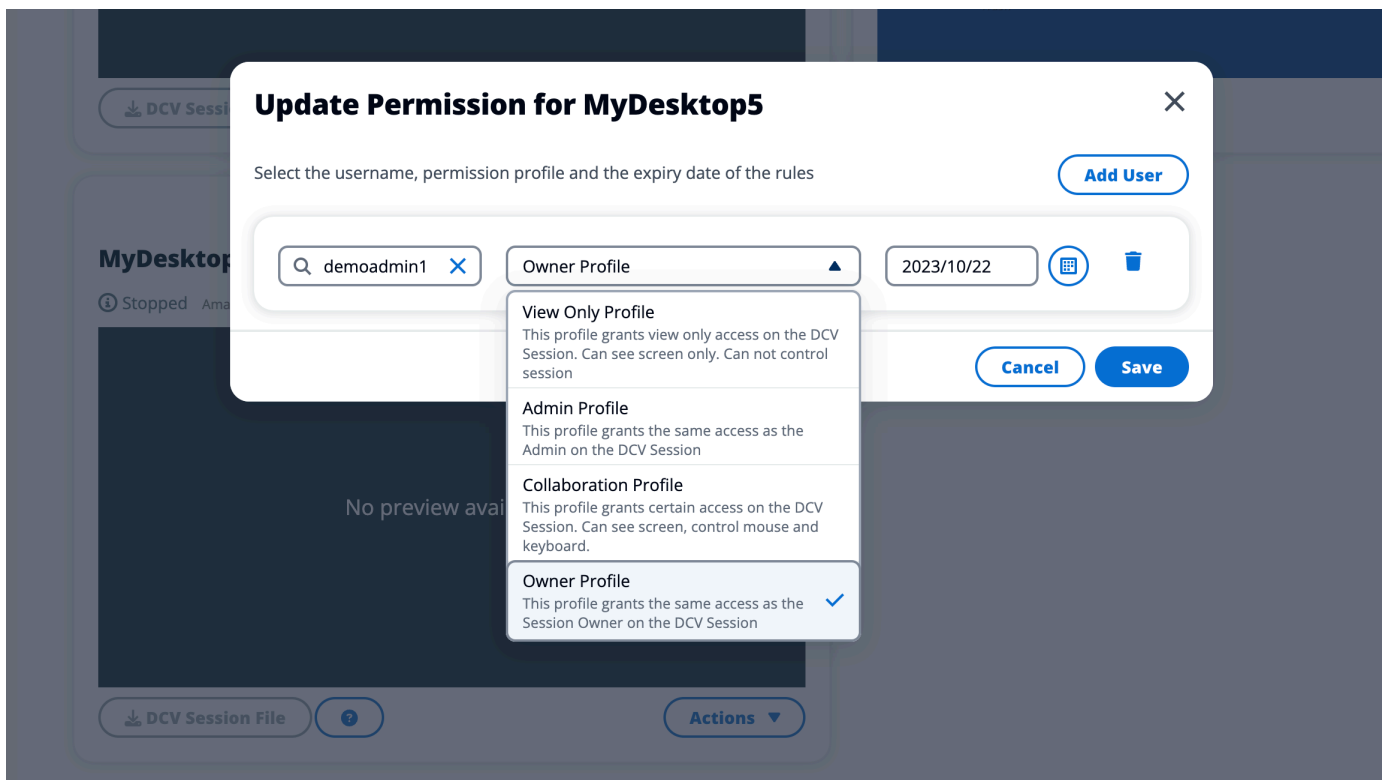 DCV Sessi
Update Permission for MyDesktop5
Select the username, permission profile and the expiry date of the rules
Add User
MyDesktop
Stopped Ama
demoadmin1
Owner Profile
2023/10/22
View Only Profile
This profile grants view only access on the DCV
Session. Can see screen only. Can not control
session
Admin Profile
This profile grants the same access as the
Admin on the DCV Session
Collaboration Profile
This profile grants certain access on the DCV
Session. Can see screen, control mouse and
keyboard.
Owner Profile
This profile grants the same access as the
Session Owner on the DCV Session
Cancel
Save
No preview avai
DCV Session File
?
Actions